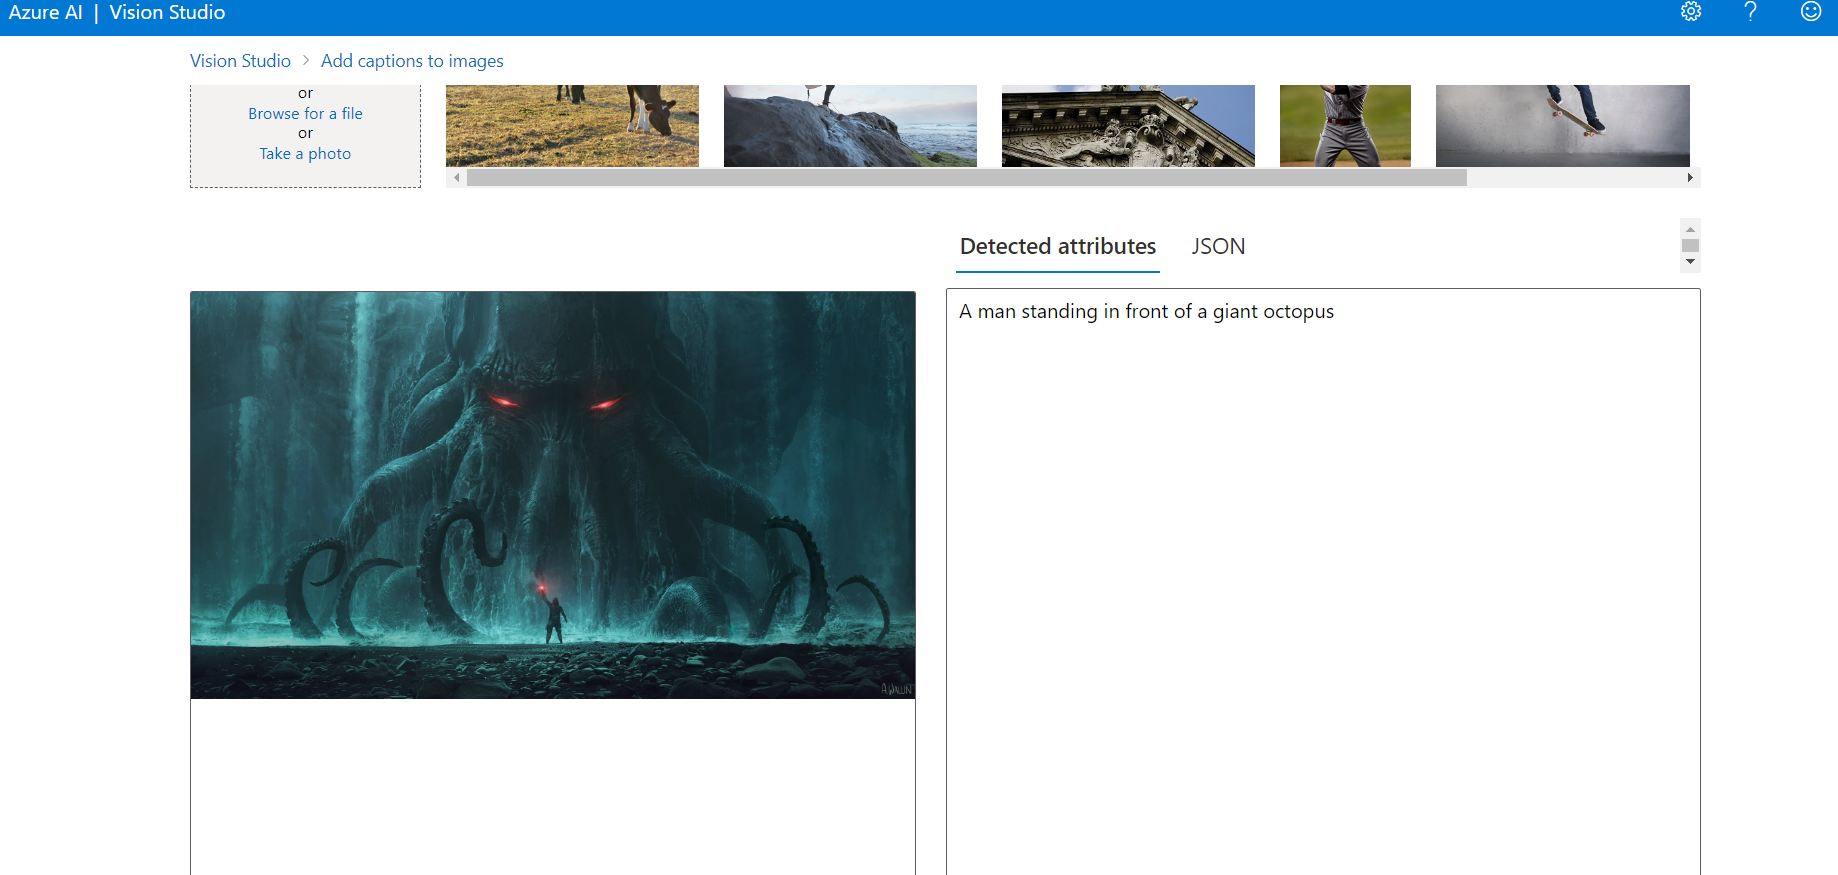 Azure AI | Vision Studio
Vision Studio > Add captions to images
or
Browse for a file
or
Take a photo
Detected attributes JSON
A man standing in front of a giant octopus
A.WALLIN